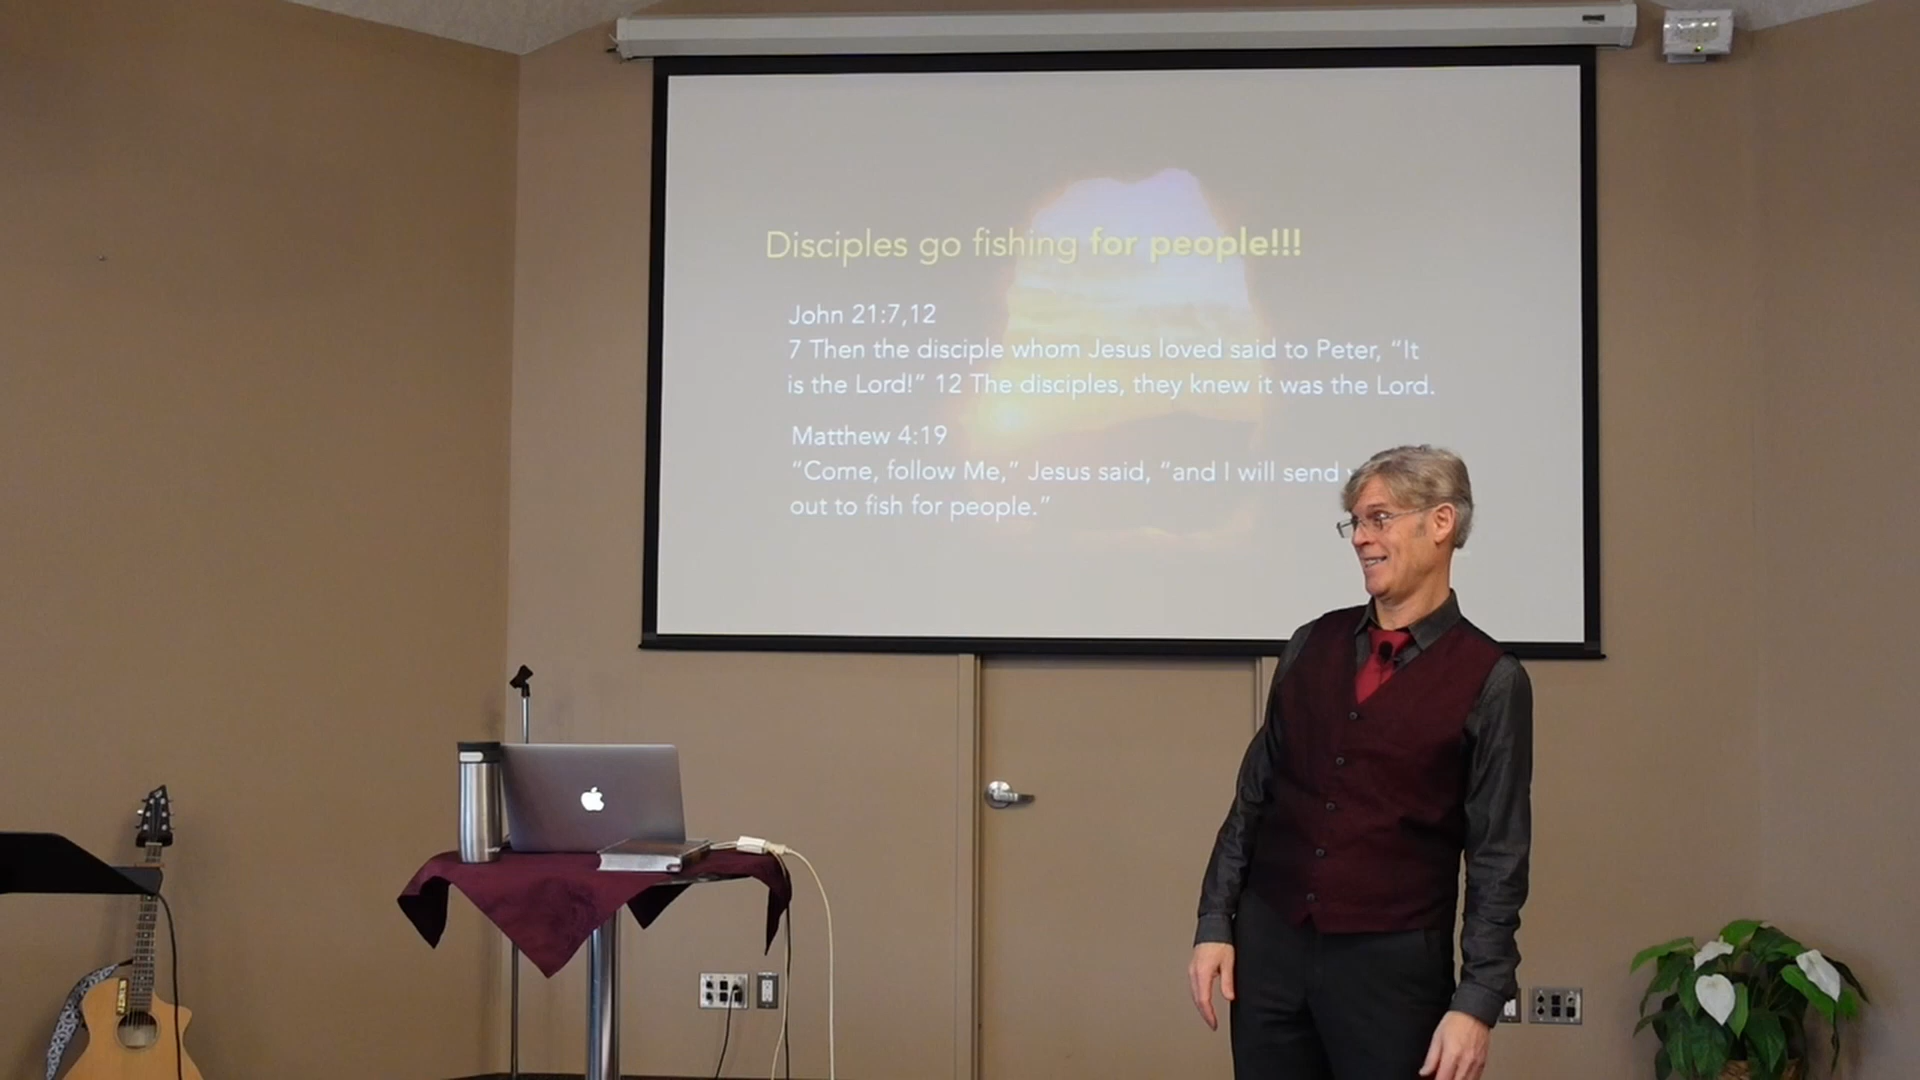 Disciples go fishing for people!!!
John 21:7,12
7 Then the disciple whom Jesus loved said to Peter, “It
is the Lord!” 12 The disciples, they knew it was the Lord.
Matthew 4:19
“Come, follow Me,” Jesus said, “and I will send
out to fish for people.”